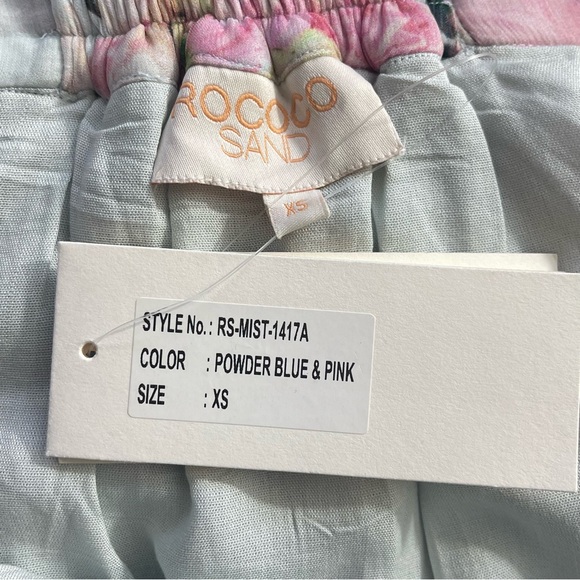 ROCOCO
SAND
XS
STYLE No.: RS-MIST-1417A
COLOR : POWDER BLUE & PINK
SIZE : XS